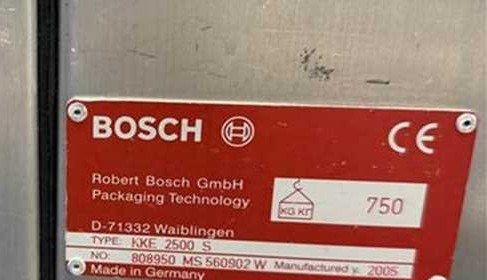 BOSCH CE
Robert Bosch GmbH
Packaging Technology
KG КГ 750
D-71332 Waiblingen
TYPE: KKE 2500 S
NO: 808950 MS 560902 W Manufactured y. 2005
Made in Germany